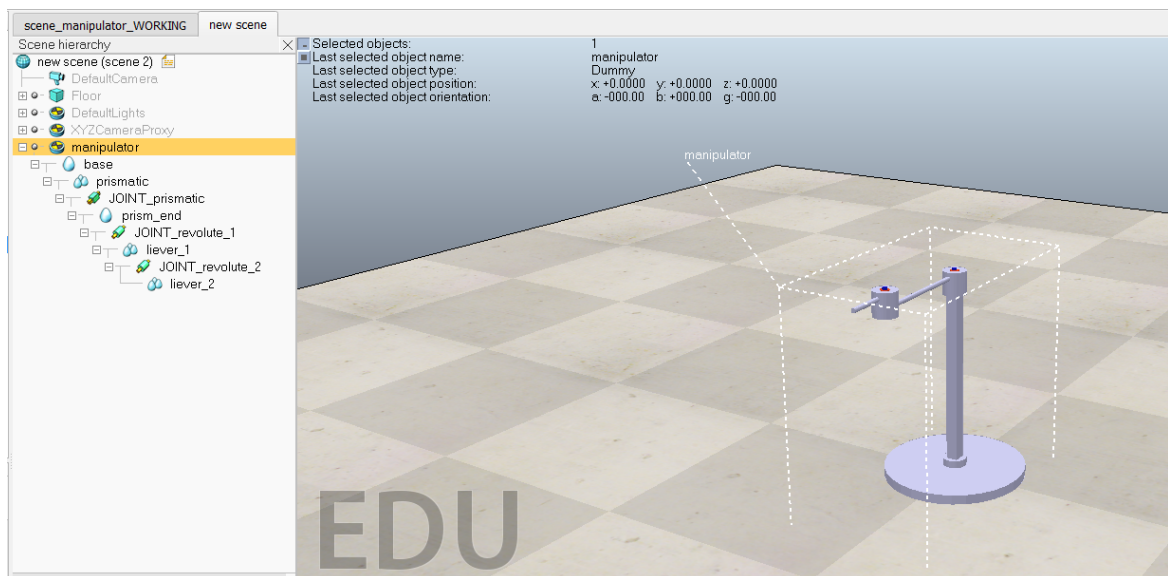 scene_manipulator_WORKING new scene
Scene hierarchy
new scene (scene 2)
DefaultCamera
Floor
DefaultLights
XYZCameraProxy
manipulator
base
prismatic
JOINT_prismatic
prism_end
JOINT_revolute_1
liever_1
JOINT_revolute_2
liever_2
Selected objects: 1
Last selected object name: manipulator
Last selected object type: Dummy
Last selected object position: x: +0.0000 y: +0.0000 z: +0.0000
Last selected object orientation: a: -000.00 b: +000.00 g: -000.00
manipulator
EDU